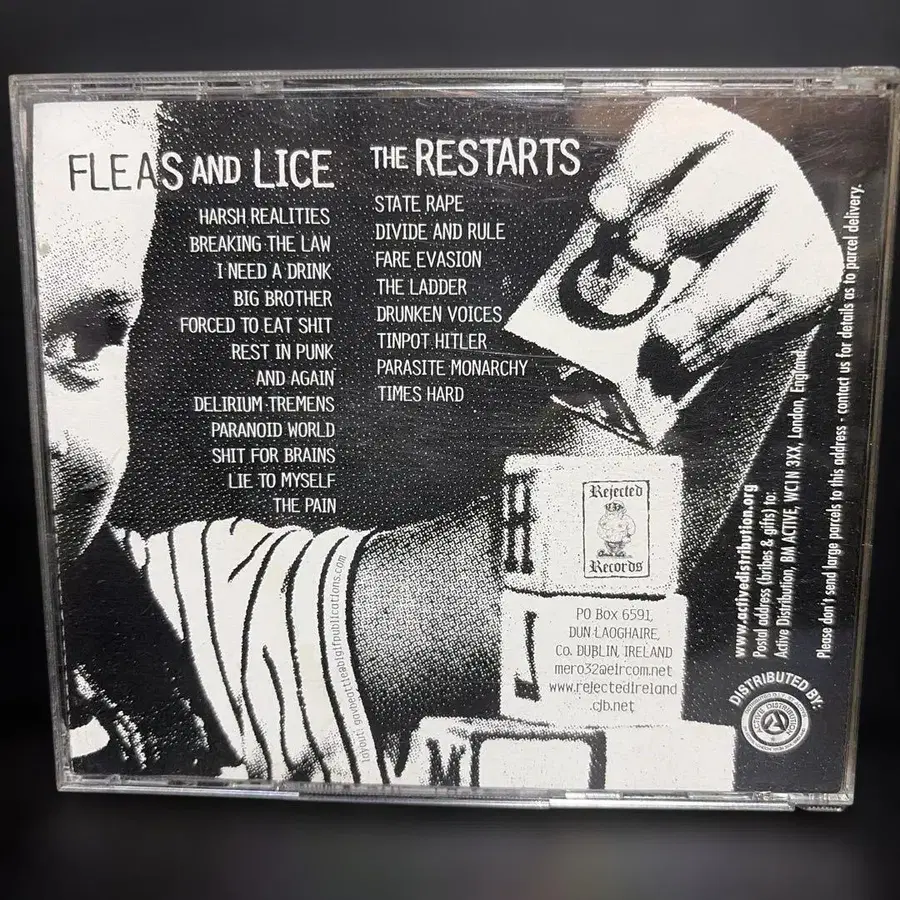 FLEAS AND LICE
HARSH REALITIES
BREAKING THE LAW
I NEED A DRINK
BIG BROTHER
FORCED TO EAT SHIT
REST IN PUNK
AND AGAIN
DELIRIUM TREMENS
PARANOID WORLD
SHIT FOR BRAINS
LIE TO MYSELF
THE PAIN
THE RESTARTS
STATE RAPE
DIVIDE AND RULE
FARE EVASION
THE LADDER
DRUNKEN VOICES
TINPOT HITLER
PARASITE MONARCHY
TIMES HARD
Rejected
Records
PO Box 6591,
DUN LAOGHAIRE,
Co. DUBLIN, IRELAND
mero32@eircom.net
www.rejectedireland
.cjb.net
www.activedistribution.org
Postal address (bribes & gifts) to:
Active Distribution, BM ACTIVE, WC1N 3XX, London, England.
Please don't send large parcels to this address - contact us for details as to parcel delivery.
DISTRIBUTED BY:
ACTIVE DISTRIBUTION